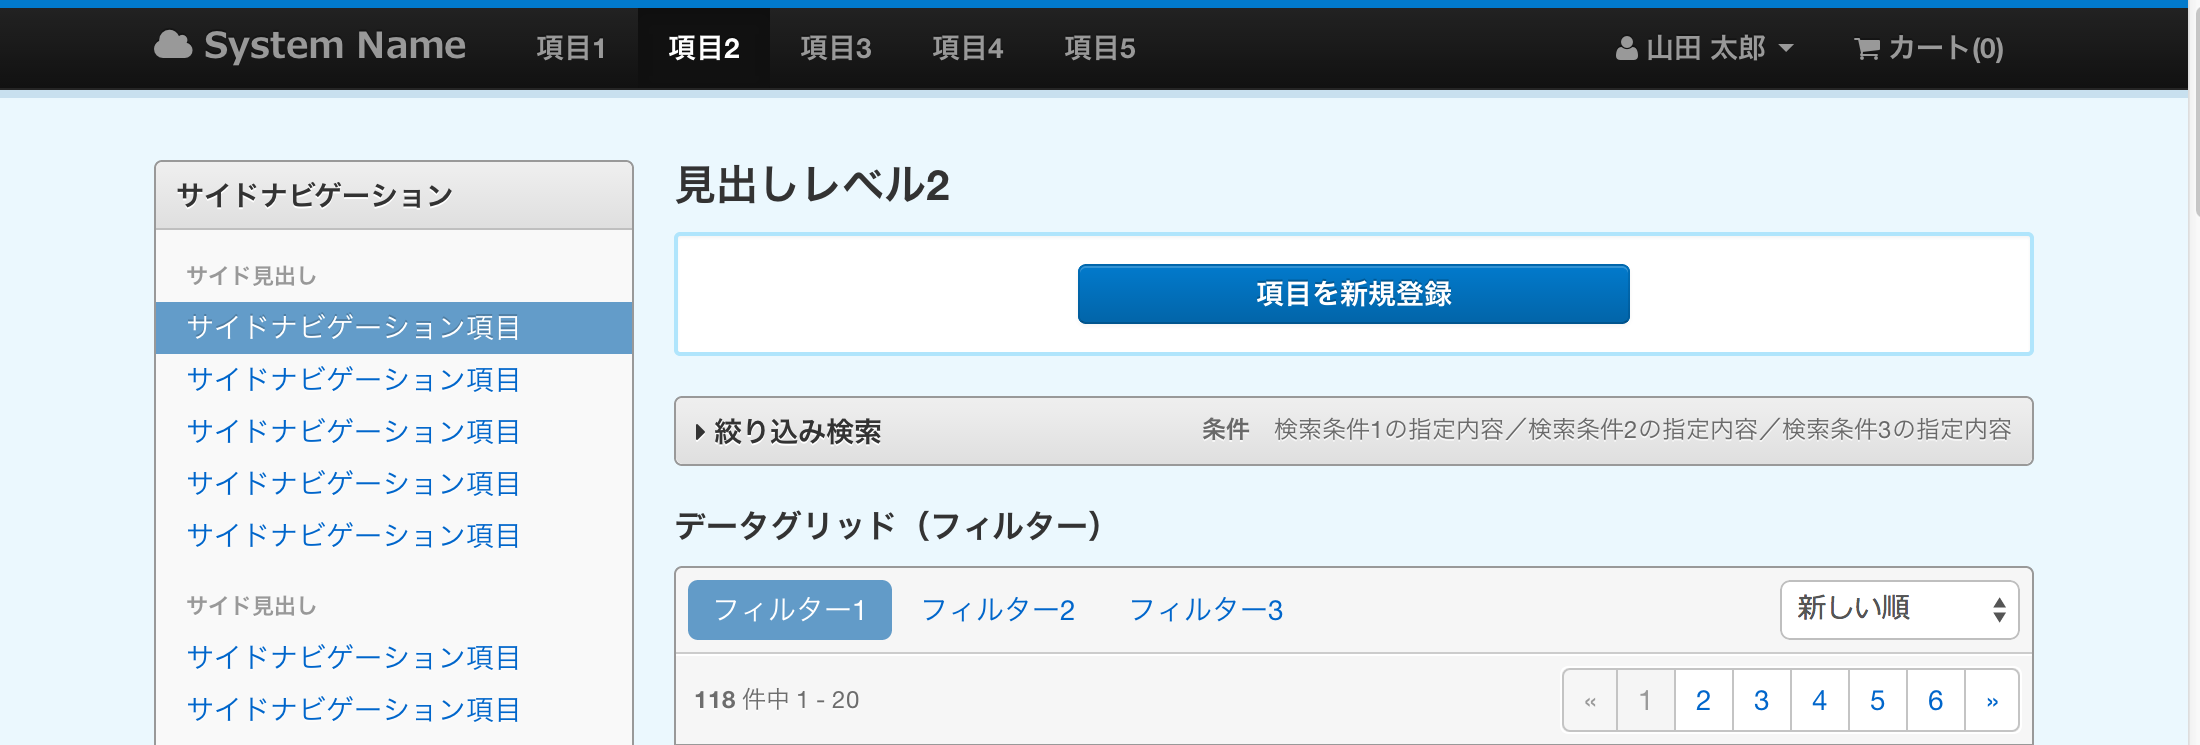 System Name 項目1 項目2 項目3 項目4 項目5 山田 太郎 カート(0)
サイドナビゲーション
サイド見出し
サイドナビゲーション項目
サイドナビゲーション項目
サイドナビゲーション項目
サイドナビゲーション項目
サイドナビゲーション項目
サイド見出し
サイドナビゲーション項目
サイドナビゲーション項目
見出しレベル2
項目を新規登録
絞り込み検索 条件 検索条件1の指定内容／検索条件2の指定内容／検索条件3の指定内容
データグリッド（フィルター）
フィルター1 フィルター2 フィルター3 新しい順
118 件中 1 - 20 « 1 2 3 4 5 6 »